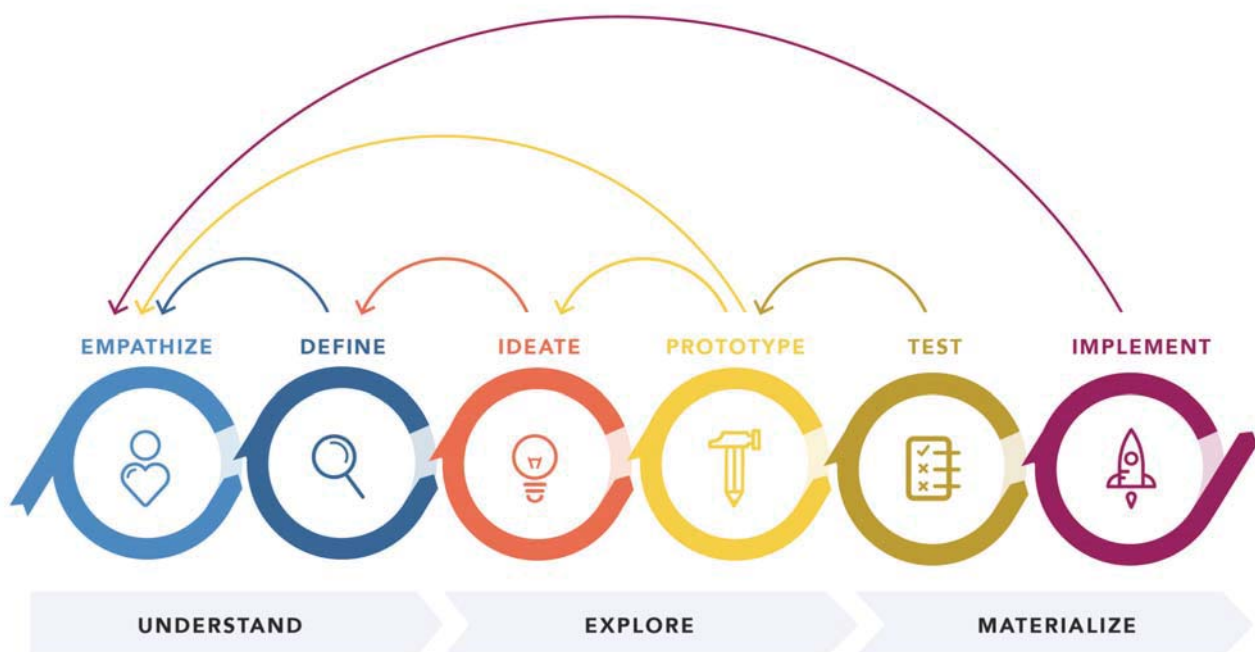 EMPATHIZE DEFINE IDEATE PROTOTYPE TEST IMPLEMENT
UNDERSTAND EXPLORE MATERIALIZE